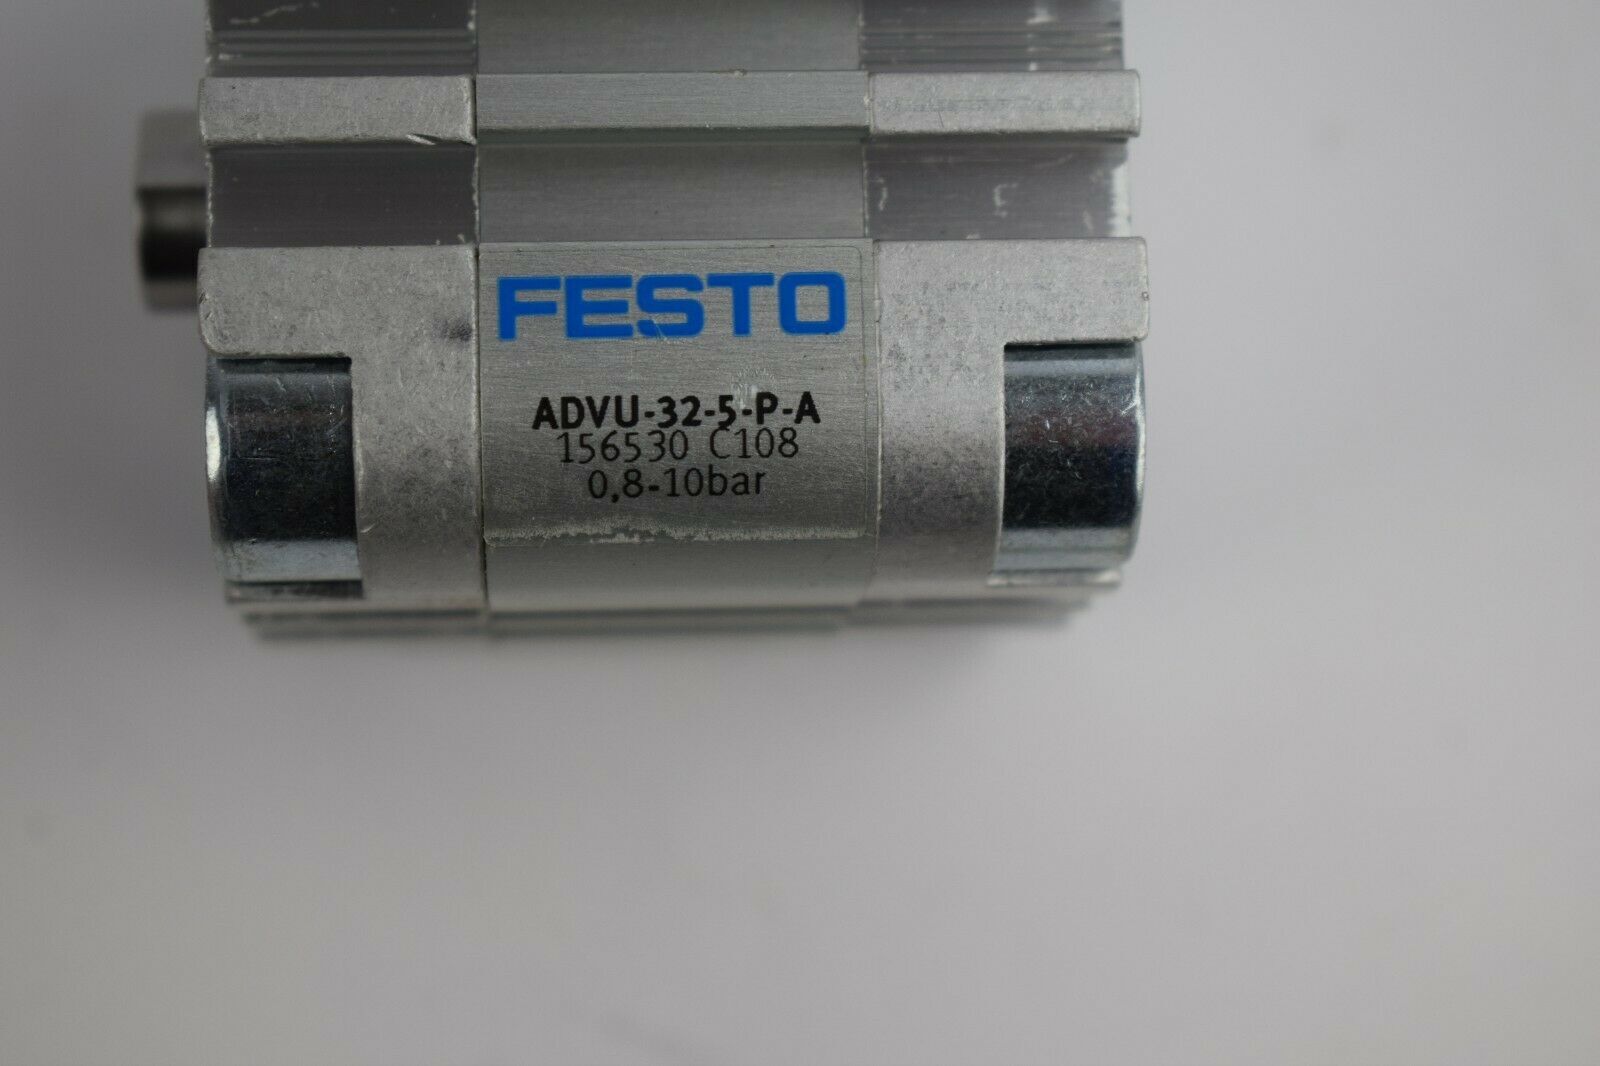 FESTO
ADVU-32-5-P-A
156530 C108
0,8-10bar